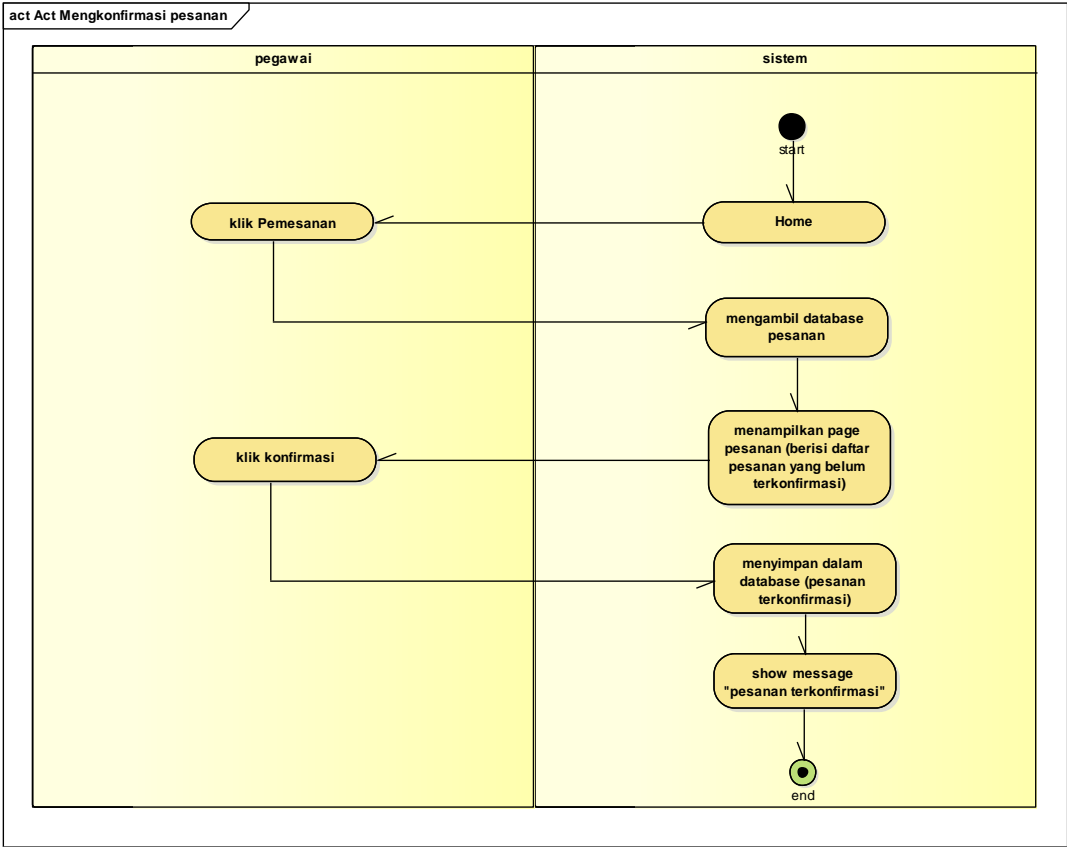 act Act Mengkonfirmasi pesanan
pegawai
sistem
start
Home
klik Pemesanan
mengambil database
pesanan
menampilkan page
pesanan (berisi daftar
pesanan yang belum
terkonfirmasi)
klik konfirmasi
menyimpan dalam
database (pesanan
terkonfirmasi)
show message
"pesanan terkonfirmasi"
end